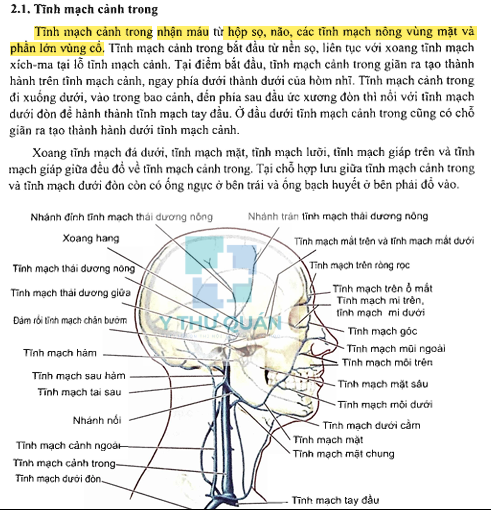 2.1. Tĩnh mạch cảnh trong
Tĩnh mạch cảnh trong nhận máu từ hộp sọ, não, các tĩnh mạch nông vùng mặt và
phần lớn vùng cổ. Tĩnh mạch cảnh trong bắt đầu từ nền sọ, liên tục với xoang tĩnh mạch
xích-ma tại lỗ tĩnh mạch cảnh. Tại điểm bắt đầu, tĩnh mạch cảnh trong giãn ra tạo thành
hành trên tĩnh mạch cảnh, ngay phía dưới thành dưới của hòm nhĩ. Tĩnh mạch cảnh trong
đi xuống dưới, vào trong bao cảnh, đến phía sau đầu ức xương đòn thì nối với tĩnh mạch
dưới đòn để hành thành tĩnh mạch tay đầu. Ở đầu dưới tĩnh mạch cảnh trong cũng có chỗ
giãn ra tạo thành hành dưới tĩnh mạch cảnh.
Xoang tĩnh mạch đá dưới, tĩnh mạch mặt, tĩnh mạch lưỡi, tĩnh mạch giáp trên và tĩnh
mạch giáp giữa đều đổ về tĩnh mạch cảnh trong. Tại chỗ hợp lưu giữa tĩnh mạch cảnh trong
và tĩnh mạch dưới đòn còn có ống ngực ở bên trái và ống bạch huyết ở bên phải đổ vào.
Nhánh đỉnh tĩnh mạch thái dương nông
Nhánh trán tĩnh mạch thái dương nông
Xoang hang
Tĩnh mạch mắt trên và tĩnh mạch mắt dưới
Tĩnh mạch thái dương nông
Tĩnh mạch trên ròng rọc
Tĩnh mạch thái dương giữa
Tĩnh mạch trên ổ mắt
Tĩnh mạch mi trên,
tĩnh mạch mi dưới
Đám rối tĩnh mạch chân bướm
Y THƯ QUÁN
Tĩnh mạch góc
Tĩnh mạch mũi ngoài
Tĩnh mạch hàm
Tĩnh mạch môi trên
Tĩnh mạch sau hàm
Tĩnh mạch mặt sâu
Tĩnh mạch tai sau
Tĩnh mạch môi dưới
Nhánh nối
Tĩnh mạch dưới cằm
Tĩnh mạch mặt
Tĩnh mạch cảnh ngoài
Tĩnh mạch mặt chung
Tĩnh mạch cảnh trong
Tĩnh mạch dưới đòn
Tĩnh mạch tay đầu